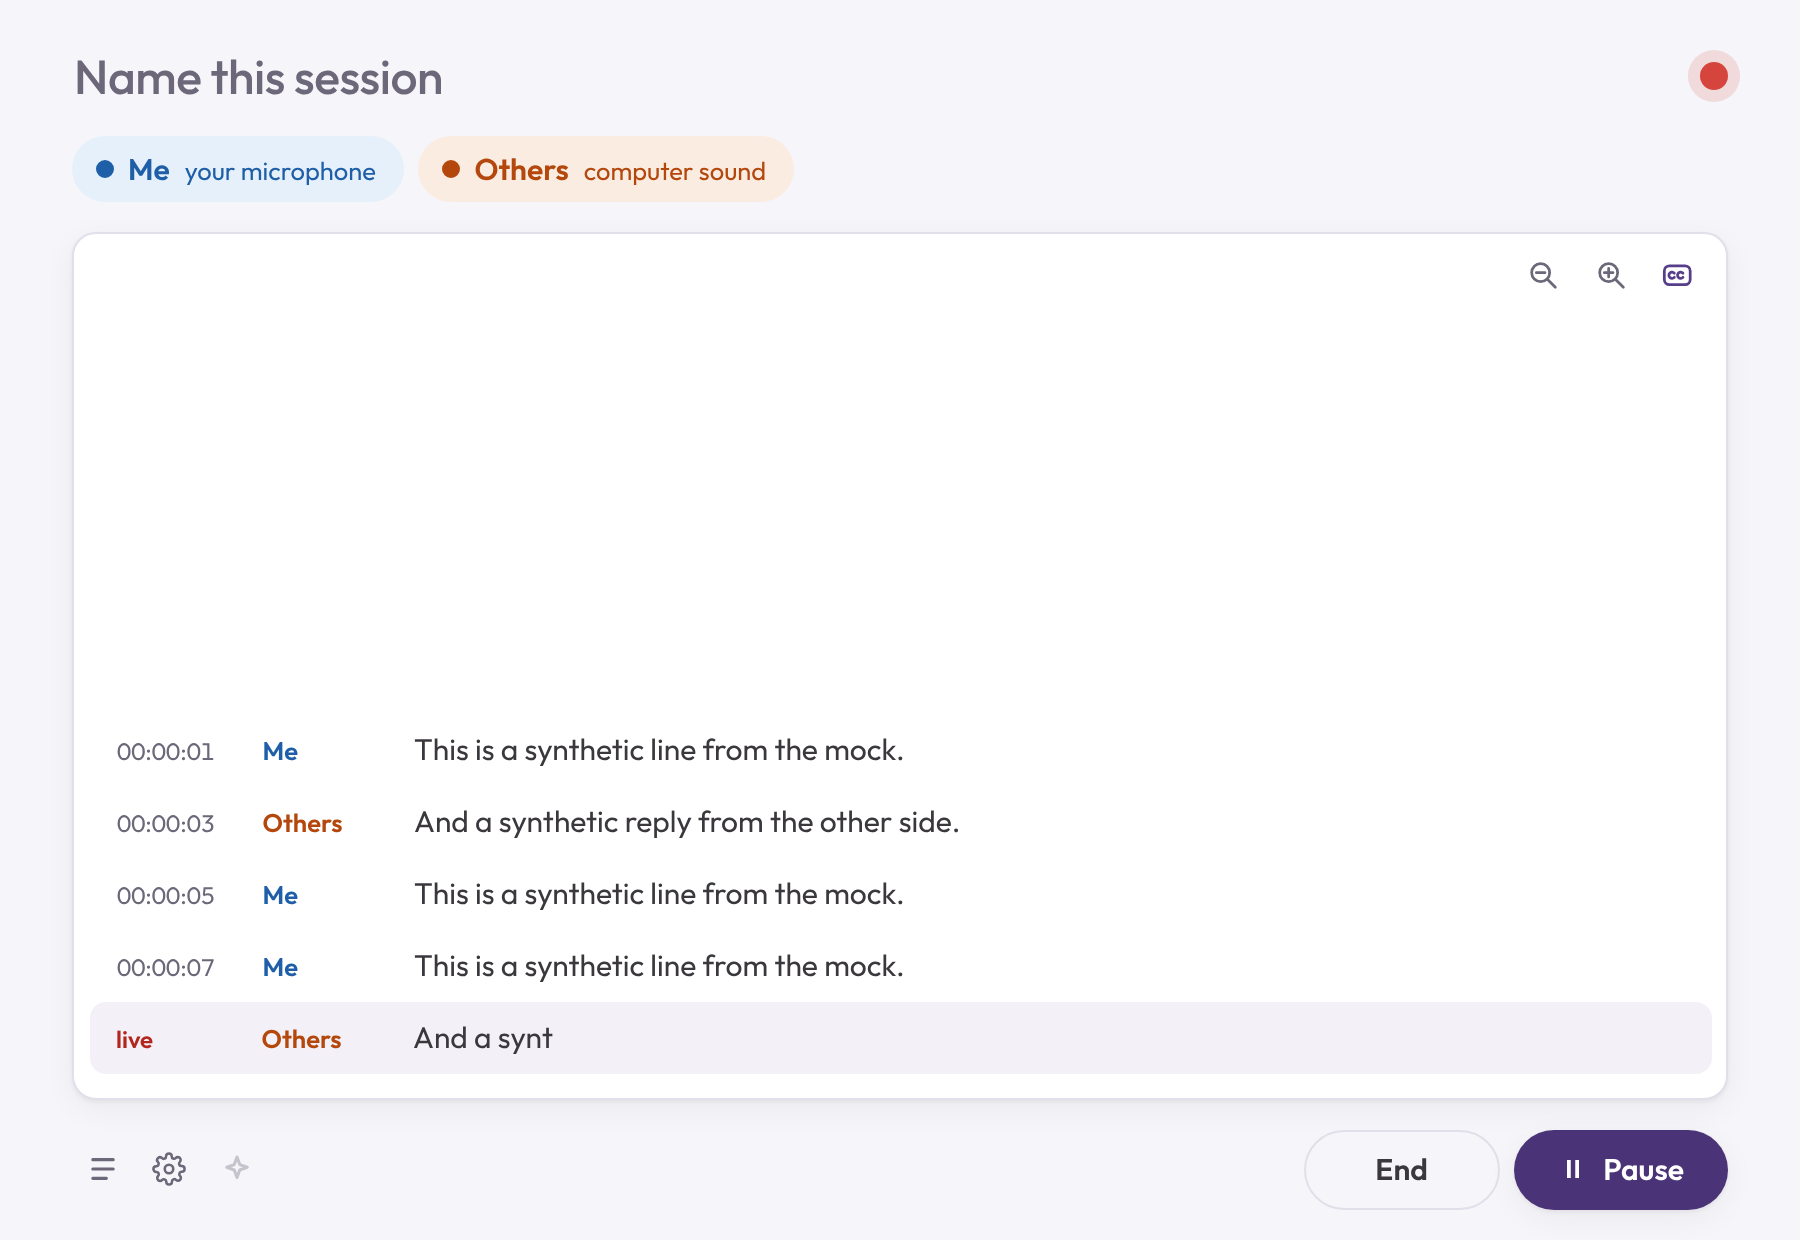 Name this session
Me your microphone
Others computer sound
CC
00:00:01 Me This is a synthetic line from the mock.
00:00:03 Others And a synthetic reply from the other side.
00:00:05 Me This is a synthetic line from the mock.
00:00:07 Me This is a synthetic line from the mock.
live Others And a synt
End
Pause